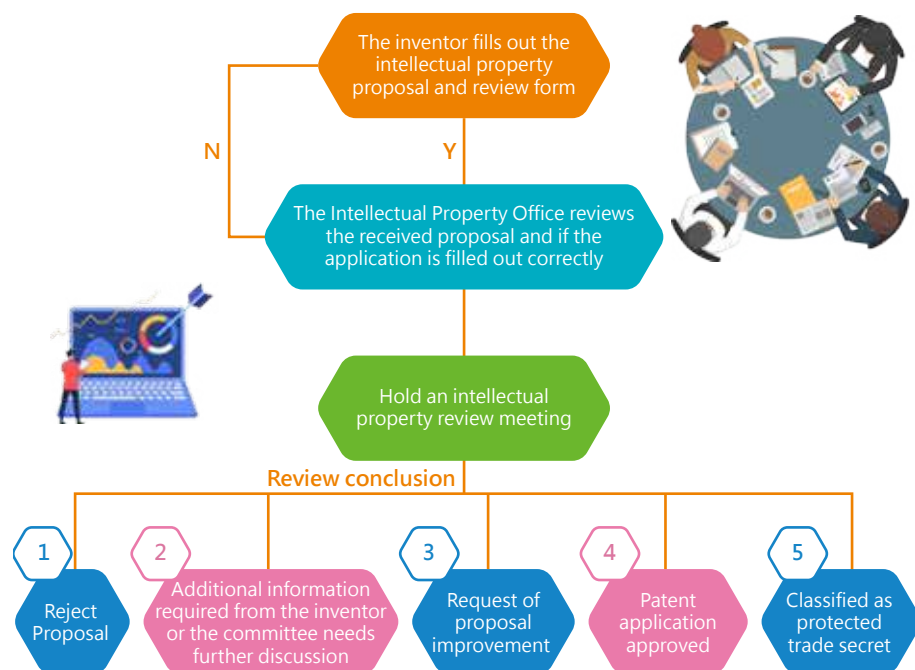 The inventor fills out the
intellectual property
proposal and review form
N
Y
The Intellectual Property Office reviews
the received proposal and if the
application is filled out correctly
Hold an intellectual
property review meeting
Review conclusion
1
Reject
Proposal
2
Additional information
required from the inventor
or the committee needs
further discussion
3
Request of
proposal
improvement
4
Patent
application
approved
5
Classified as
protected
trade secret